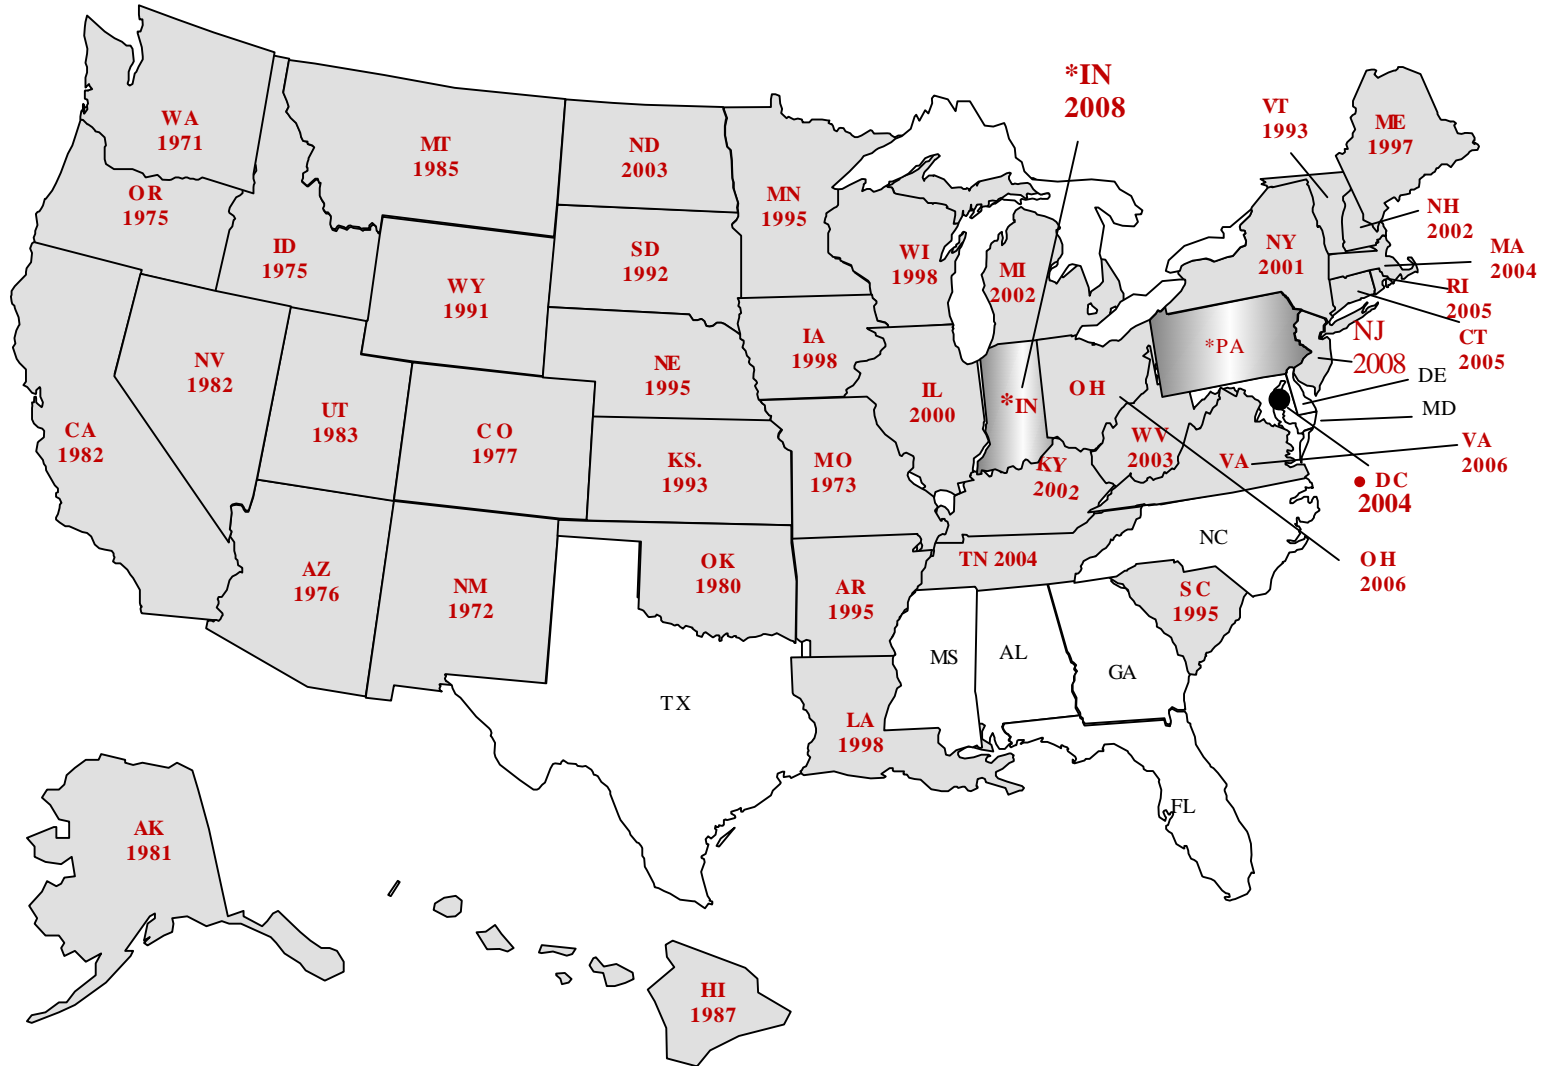 *IN
2008
VT
1993
ME
1997
WA
1971
MT
1985
ND
2003
MN
1995
OR
1975
ID
1975
SD
1992
WI
1998
MI
2002
NY
2001
NH
2002
MA
2004
RI
2005
WY
1991
NV
1982
IA
1998
NE
1995
*PA
NJ
2008
CT
2005
DE
MD
UT
1983
CA
1982
CO
1977
KS.
1993
MO
1973
IL
2000
*IN
OH
WV
2003
VA
VA
2006
KY
2002
DC
2004
NC
OH
2006
AZ
1976
NM
1972
OK
1980
AR
1995
TN 2004
SC
1995
MS
AL
GA
TX
LA
1998
FL
AK
1981
HI
1987